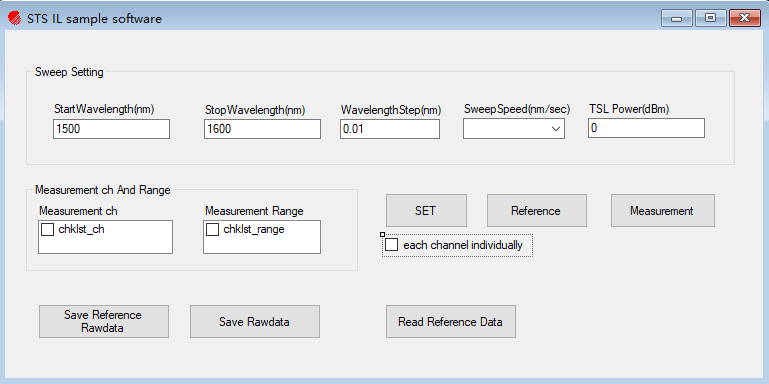 STS IL sample software
Sweep Setting
StartWavelength(nm) StopWavelength(nm) WavelengthStep(nm) SweepSpeed(nm/sec) TSL Power(dBm)
1500 1600 0.01 0
Measurement ch And Range
Measurement ch Measurement Range
chklst_ch chklst_range
SET Reference Measurement
each channel individually
Save Reference
Rawdata
Save Rawdata
Read Reference Data